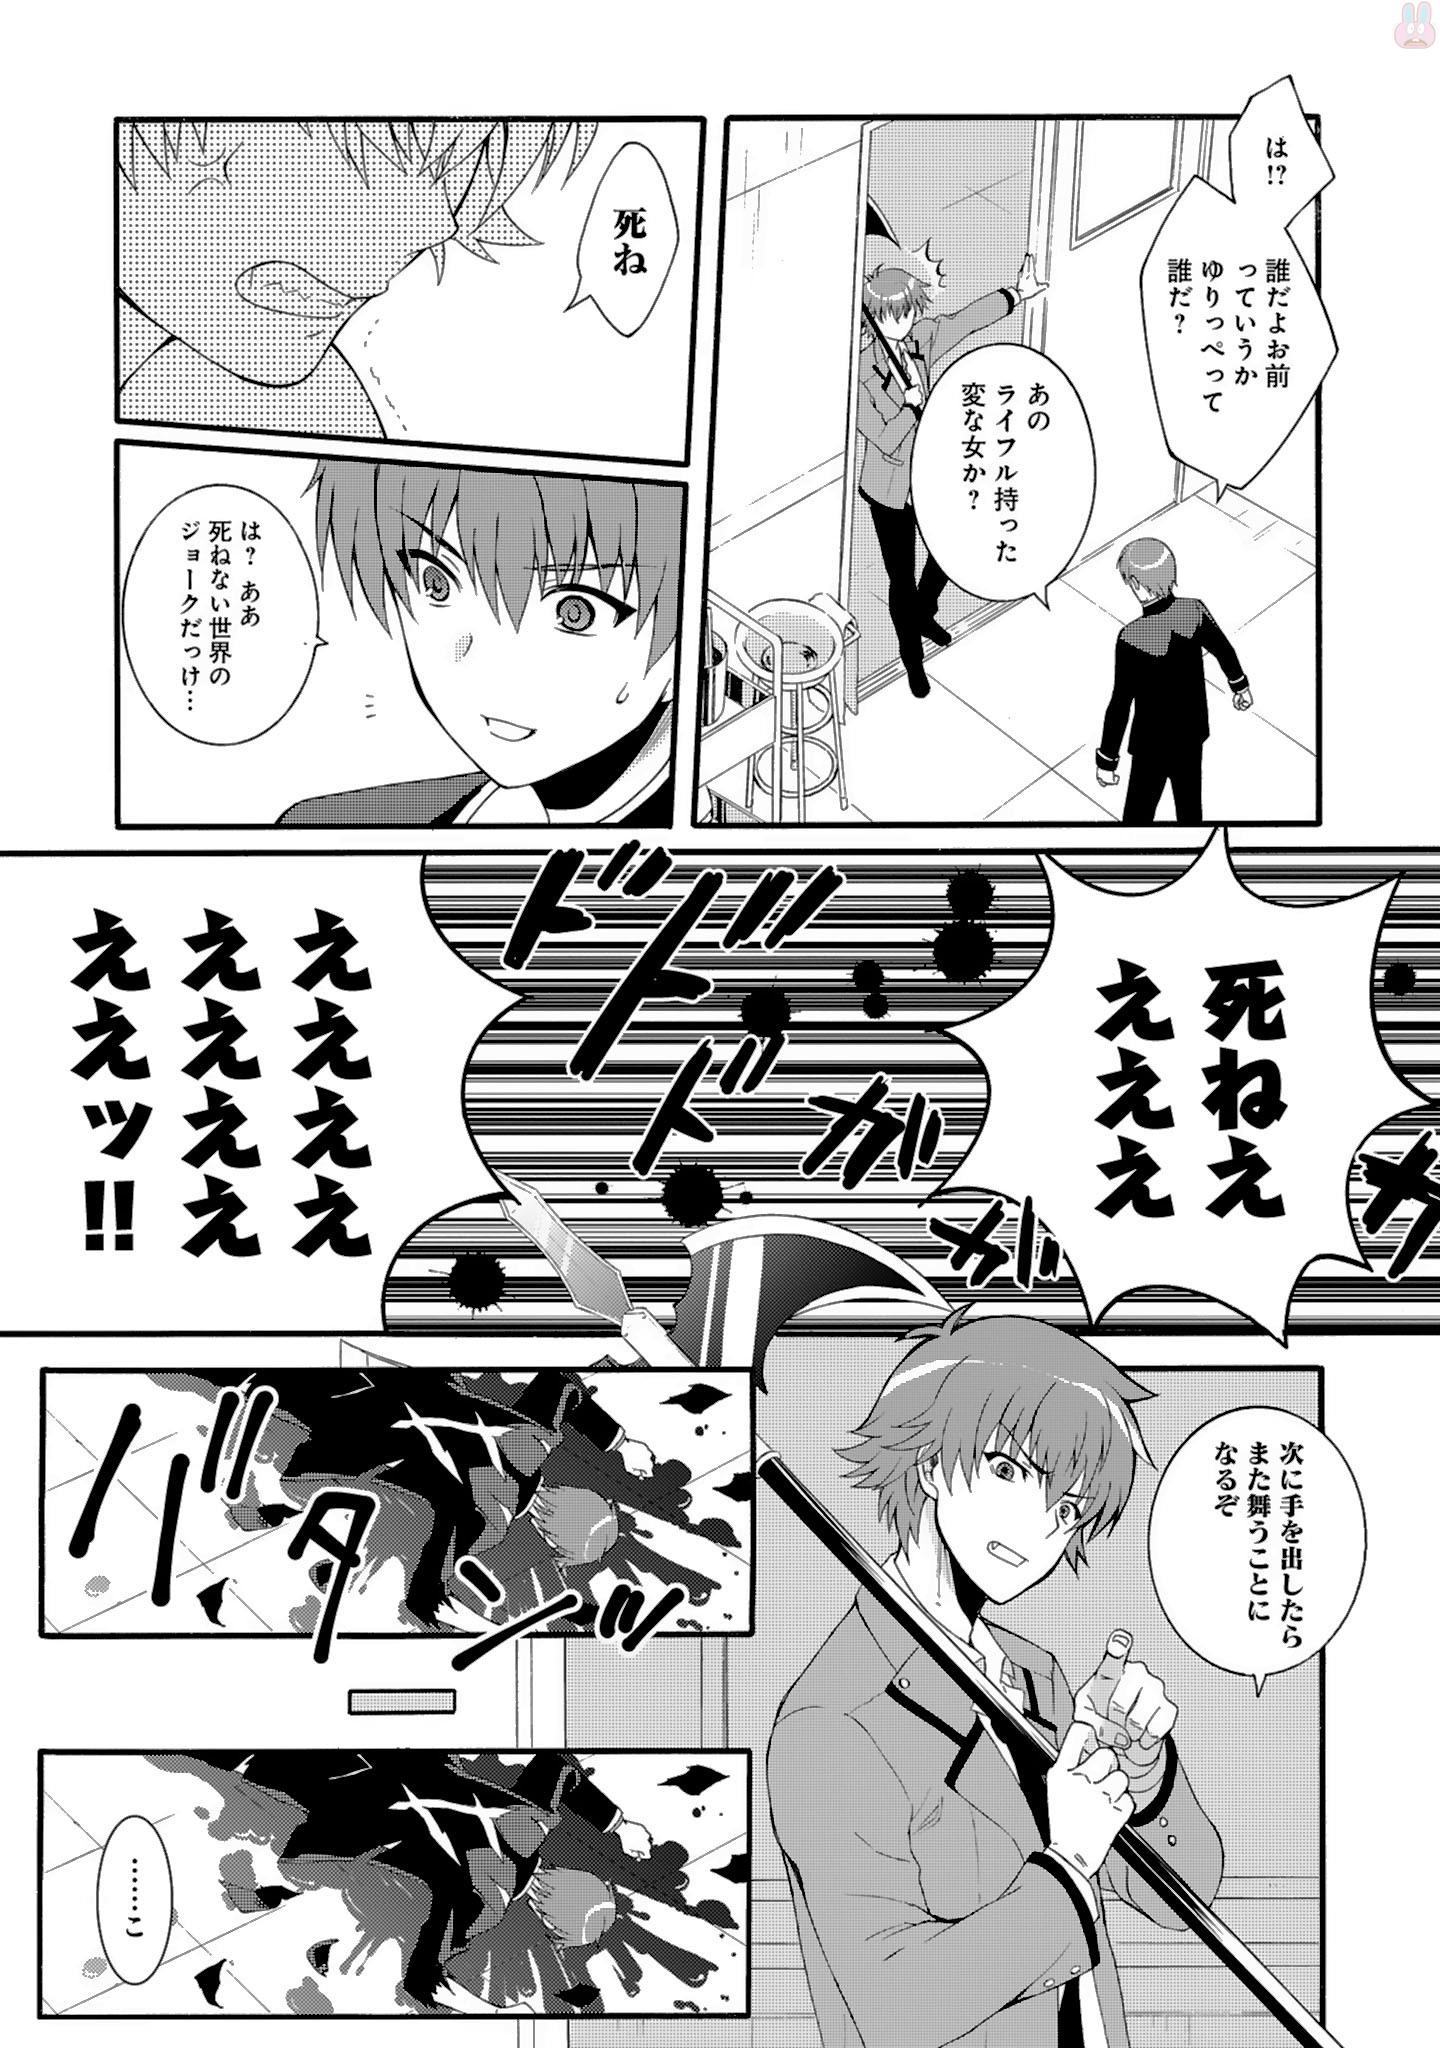 は!?
誰だよお前
っていうか
ゆりっぺって
誰だ?
あの
ライフル持った
変な女か?
死ね
は?ああ
死ねない世界の
ジョークだっけ…
死ねえ
えええ
ええええ
ええええ
ええッ!!
ガガガ
ドドド
次に手を出したら
また舞うことに
なるぞ
バタンッ
………こ